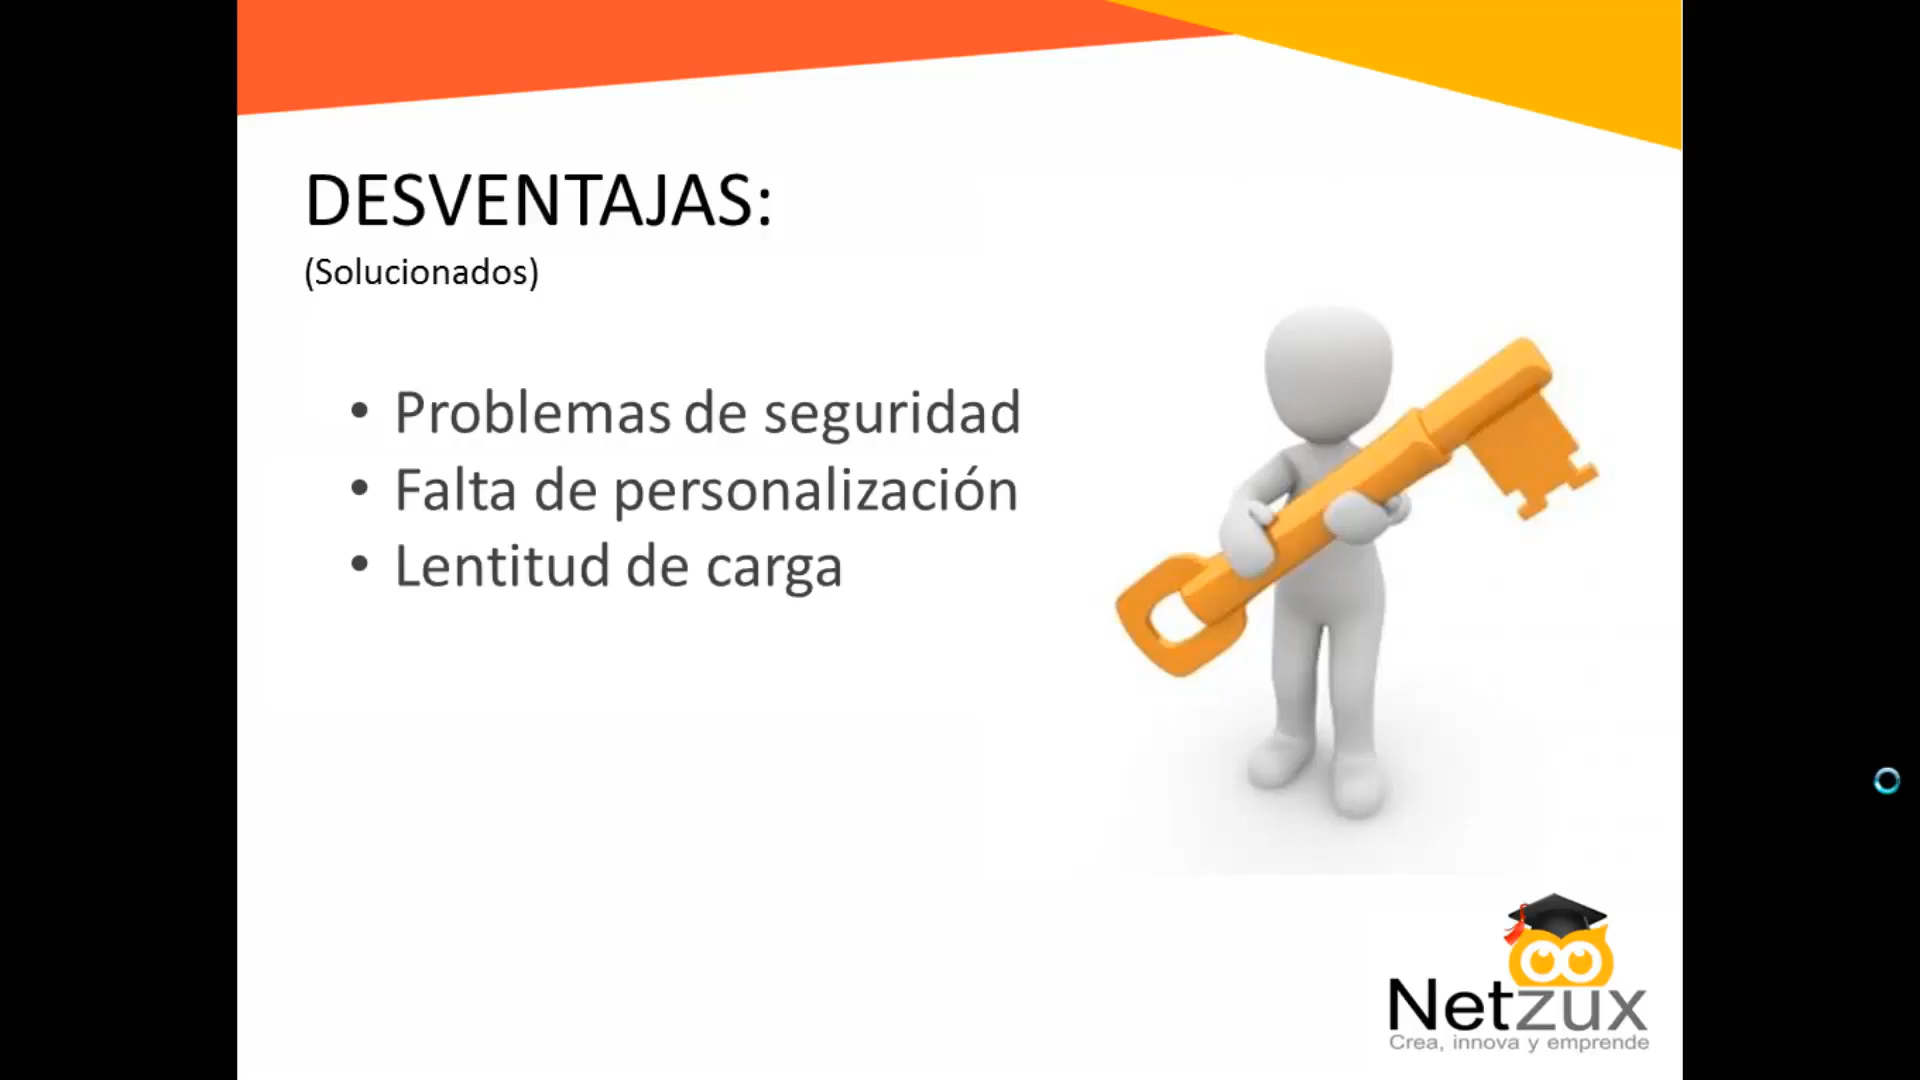 DESVENTAJAS:
(Solucionados)
• Problemas de seguridad
• Falta de personalización
• Lentitud de carga
Netzux
Crea, innova y emprende